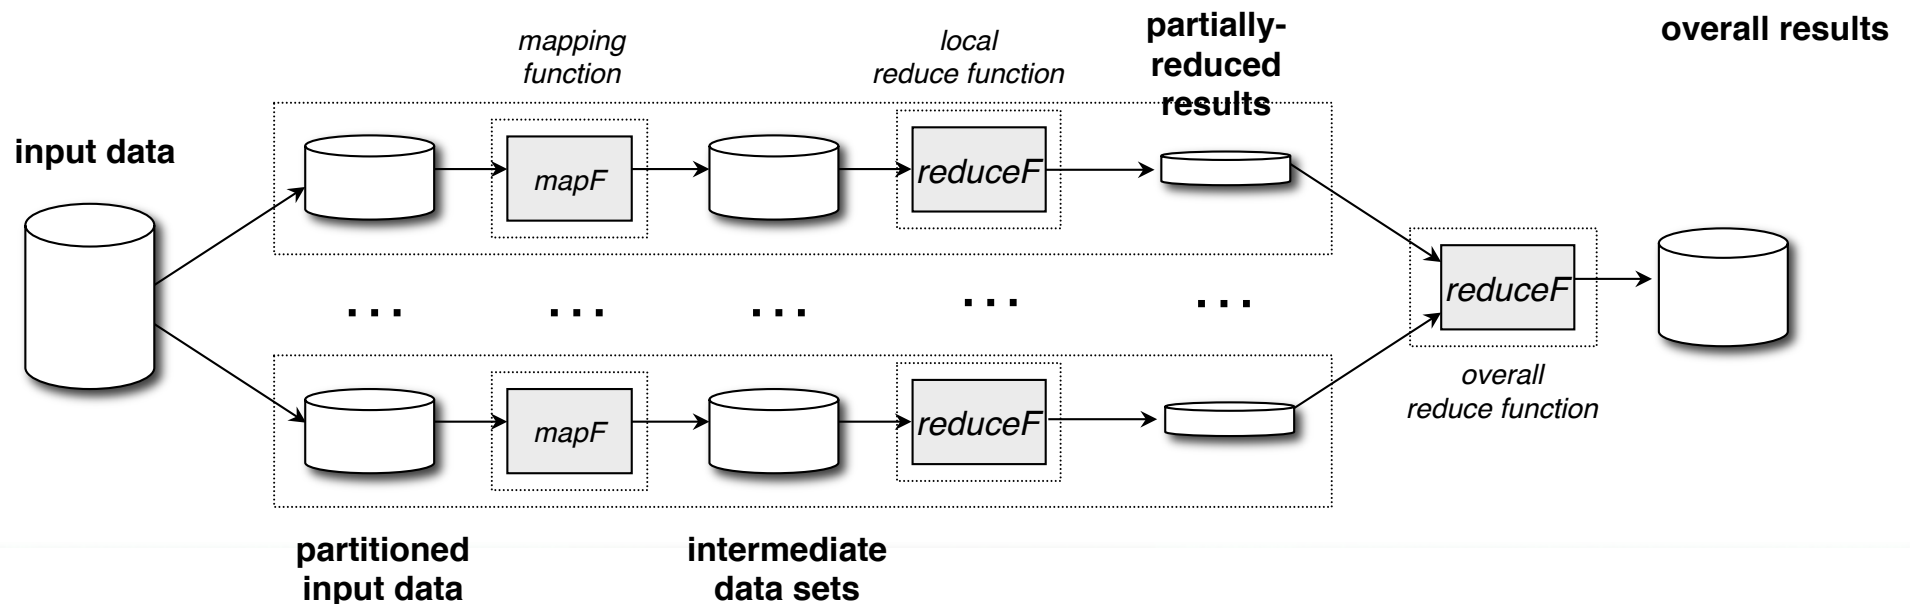 mapping
function
local
reduce function
partially-
reduced
results
overall results
input data
mapF
reduceF
. . .
. . .
. . .
. . .
. . .
reduceF
overall
reduce function
mapF
reduceF
partitioned
input data
intermediate
data sets